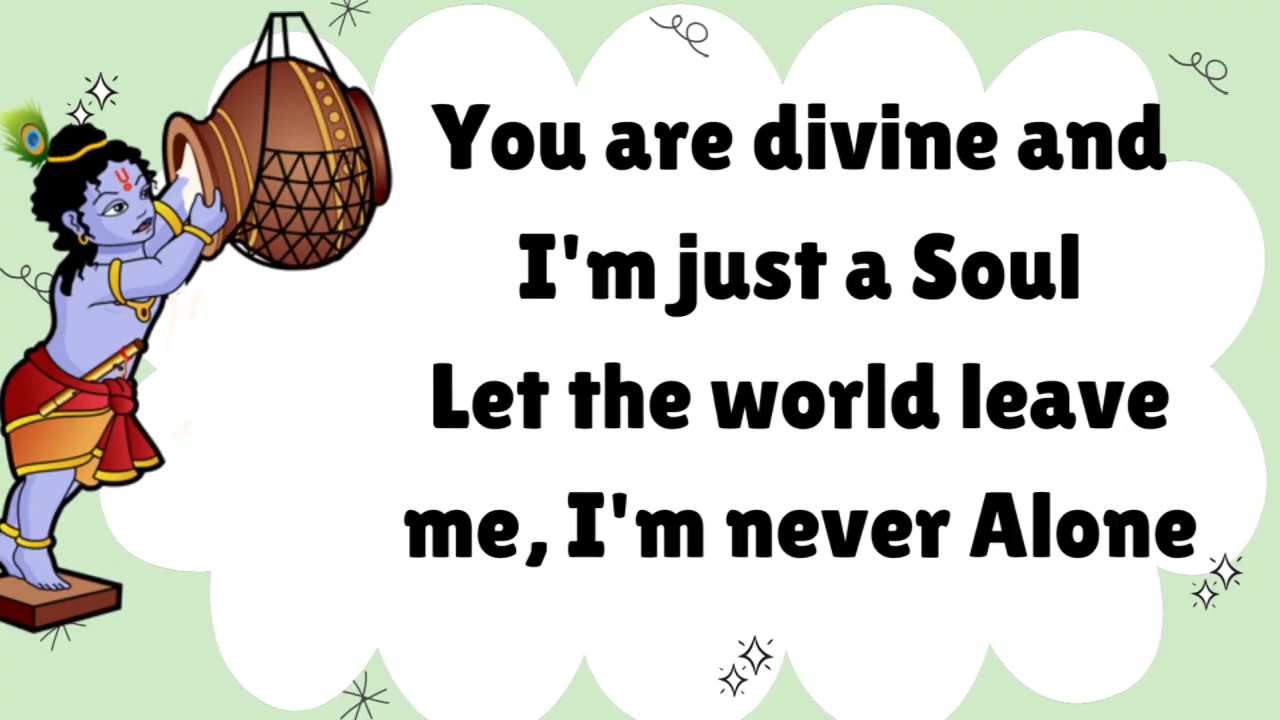 You are divine and
I'm just a Soul
Let the world leave
me, I'm never Alone